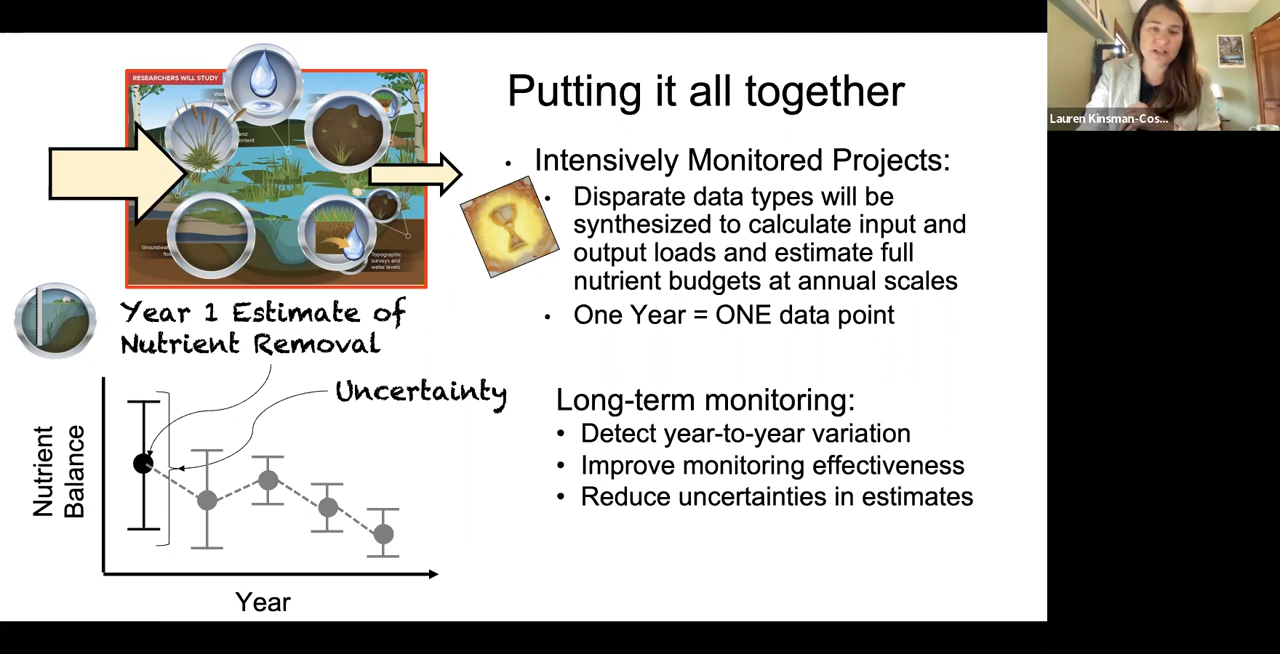 RESEARCHERS WILL STUDY
Putting it all together
Lauren Kinsman-Cos...
• Intensively Monitored Projects:
• Disparate data types will be
synthesized to calculate input and
output loads and estimate full
nutrient budgets at annual scales
• One Year = ONE data point
Groundwater
flow
Topographic
surveys and
water levels
Year 1 Estimate of
Nutrient Removal
Uncertainty
Long-term monitoring:
• Detect year-to-year variation
• Improve monitoring effectiveness
• Reduce uncertainties in estimates
Nutrient
Balance
Year